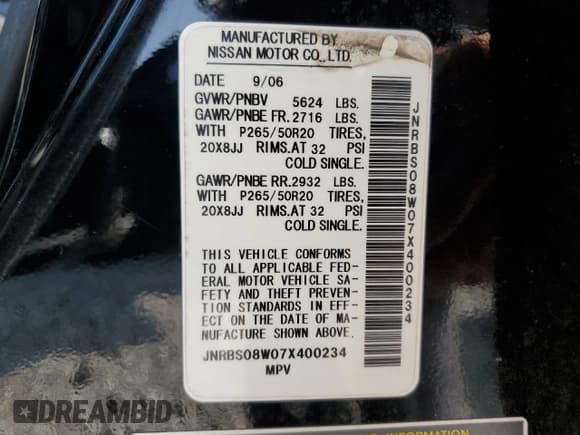 MANUFACTURED BY
NISSAN MOTOR CO.,LTD.
DATE 9/06
GVWR/PNBV 5624 LBS.
GAWR/PNBE FR.2716 LBS.
WITH P265/50R20 TIRES,
20X8JJ RIMS.AT 32 PSI
COLD SINGLE.
GAWR/PNBE RR.2932 LBS.
WITH P265/50R20 TIRES,
20X8JJ RIMS.AT 32 PSI
COLD SINGLE.
THIS VEHICLE CONFORMS
TO ALL APPLICABLE FED-
ERAL MOTOR VEHICLE SA-
FETY AND THEFT PREVEN-
TION STANDARDS IN EFF-
ECT ON THE DATE OF MA-
NUFACTURE SHOWN ABOVE.
JNRBS08W07X400234
MPV
JNRBS08W07X400234
DREAMBID
INFORMATION